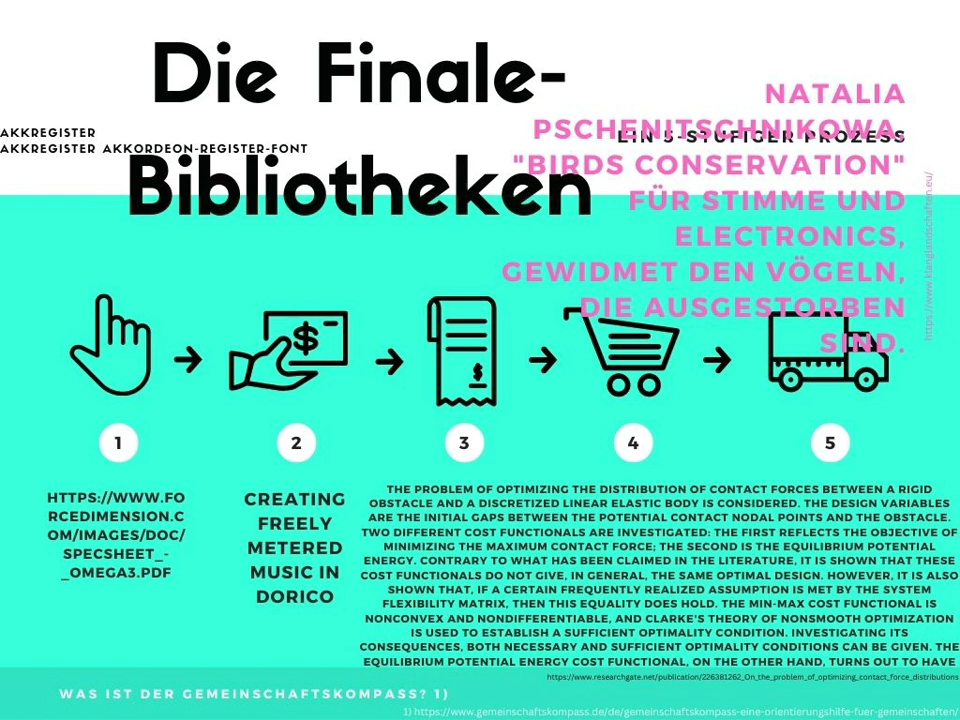 Die Finale-
Bibliotheken
AKKREGISTER
AKKREGISTER AKKORDEON-REGISTER-FONT
EIN 5-STUFIGER PROZESS
NATALIA
PSCHENITSCHNIKOWA,
"BIRDS CONSERVATION"
FÜR STIMME UND
ELECTRONICS,
GEWIDMET DEN VÖGELN,
DIE AUSGESTORBEN
SIND.
https://www.klanglandschaften.eu/
$
$
1
2
3
4
5
HTTPS://WWW.FO
RCEDIMENSION.C
OM/IMAGES/DOC/
SPECSHEET_-
_OMEGA3.PDF
CREATING
FREELY
METERED
MUSIC IN
DORICO
THE PROBLEM OF OPTIMIZING THE DISTRIBUTION OF CONTACT FORCES BETWEEN A RIGID
OBSTACLE AND A DISCRETIZED LINEAR ELASTIC BODY IS CONSIDERED. THE DESIGN VARIABLES
ARE THE INITIAL GAPS BETWEEN THE POTENTIAL CONTACT NODAL POINTS AND THE OBSTACLE.
TWO DIFFERENT COST FUNCTIONALS ARE INVESTIGATED: THE FIRST REFLECTS THE OBJECTIVE OF
MINIMIZING THE MAXIMUM CONTACT FORCE; THE SECOND IS THE EQUILIBRIUM POTENTIAL
ENERGY. CONTRARY TO WHAT HAS BEEN CLAIMED IN THE LITERATURE, IT IS SHOWN THAT THESE
COST FUNCTIONALS DO NOT GIVE, IN GENERAL, THE SAME OPTIMAL DESIGN. HOWEVER, IT IS ALSO
SHOWN THAT, IF A CERTAIN FREQUENTLY REALIZED ASSUMPTION IS MET BY THE SYSTEM
FLEXIBILITY MATRIX, THEN THIS EQUALITY DOES HOLD. THE MIN-MAX COST FUNCTIONAL IS
NONCONVEX AND NONDIFFERENTIABLE, AND CLARKE'S THEORY OF NONSMOOTH OPTIMIZATION
IS USED TO ESTABLISH A SUFFICIENT OPTIMALITY CONDITION. INVESTIGATING ITS
CONSEQUENCES, BOTH NECESSARY AND SUFFICIENT OPTIMALITY CONDITIONS CAN BE GIVEN. THE
EQUILIBRIUM POTENTIAL ENERGY COST FUNCTIONAL, ON THE OTHER HAND, TURNS OUT TO HAVE
https://www.researchgate.net/publication/226381262_On_the_problem_of_optimizing_contact_force_distributions
WAS IST DER GEMEINSCHAFTSKOMPASS? 1)
1) https://www.gemeinschaftskompass.de/de/gemeinschaftskompass-eine-orientierungshilfe-fuer-gemeinschaften/